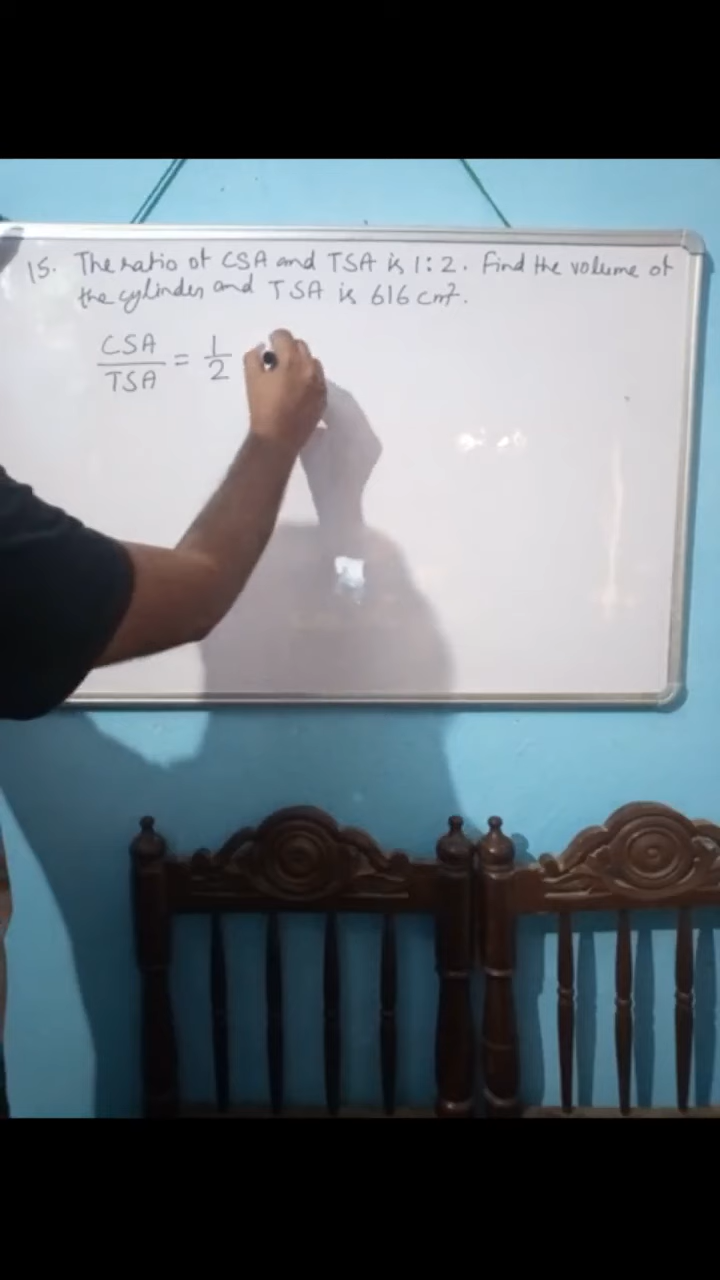 15. The ratio of CSA and TSA is 1:2. Find the volume of
the cylinder and TSA is 616 cm².
CSA/TSA = 1/2